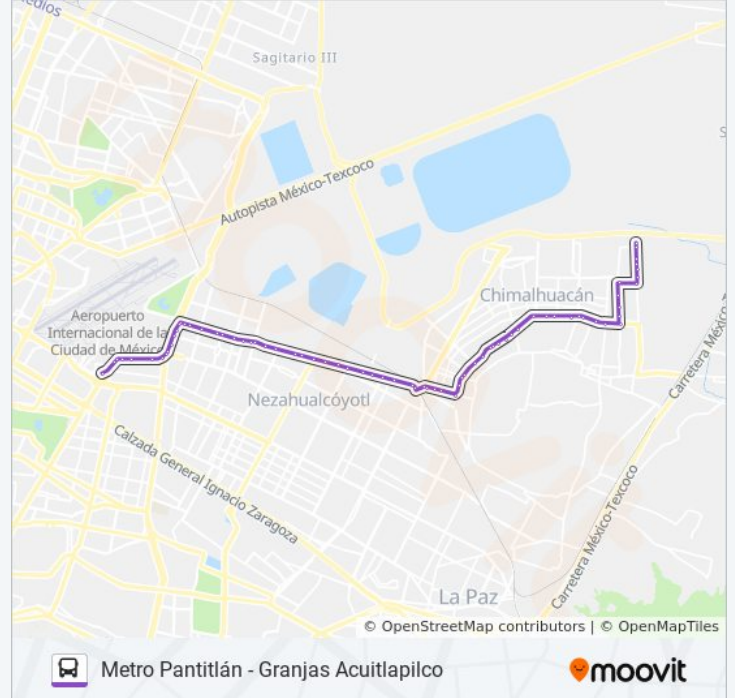 Sagitario III
Autopista México-Texcoco
Chimalhuacán
Aeropuerto
Internacional de la
Ciudad de México
Nezahualcóyotl
Calzada General Ignacio Zaragoza
Carretera México
Carretera México-Texcoco
La Paz
© OpenStreetMap contributors | © OpenMapTiles
Metro Pantitlán - Granjas Acuitlapilco
moovit